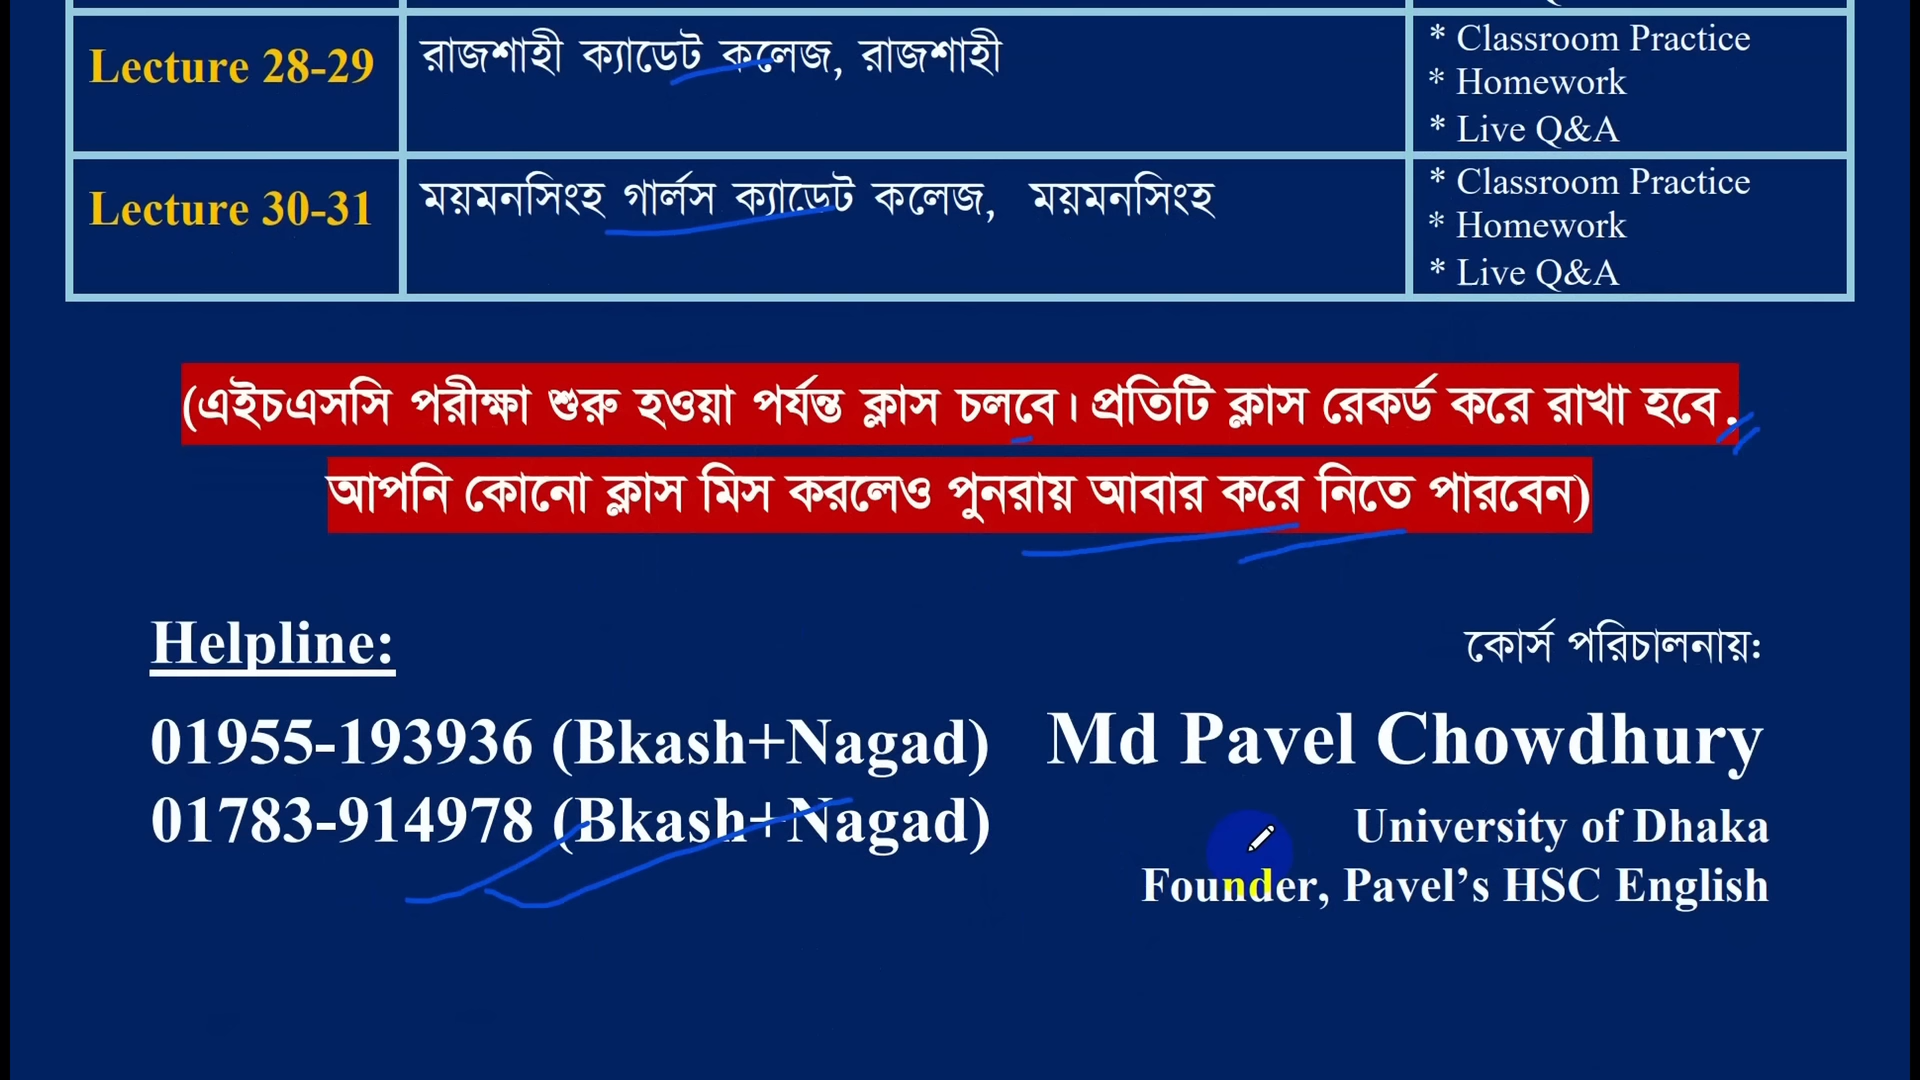 Lecture 28-29
রাজশাহী ক্যাডেট কলেজ, রাজশাহী
* Classroom Practice
* Homework
* Live Q&A
Lecture 30-31
ময়মনসিংহ গার্লস ক্যাডেট কলেজ, ময়মনসিংহ
* Classroom Practice
* Homework
* Live Q&A
(এইচএসসি পরীক্ষা শুরু হওয়া পর্যন্ত ক্লাস চলবে। প্রতিটি ক্লাস রেকর্ড করে রাখা হবে.
আপনি কোনো ক্লাস মিস করলেও পুনরায় আবার করে নিতে পারবেন)
Helpline:
01955-193936 (Bkash+Nagad)
01783-914978 (Bkash+Nagad)
কোর্স পরিচালনায়ঃ
Md Pavel Chowdhury
University of Dhaka
Founder, Pavel’s HSC English